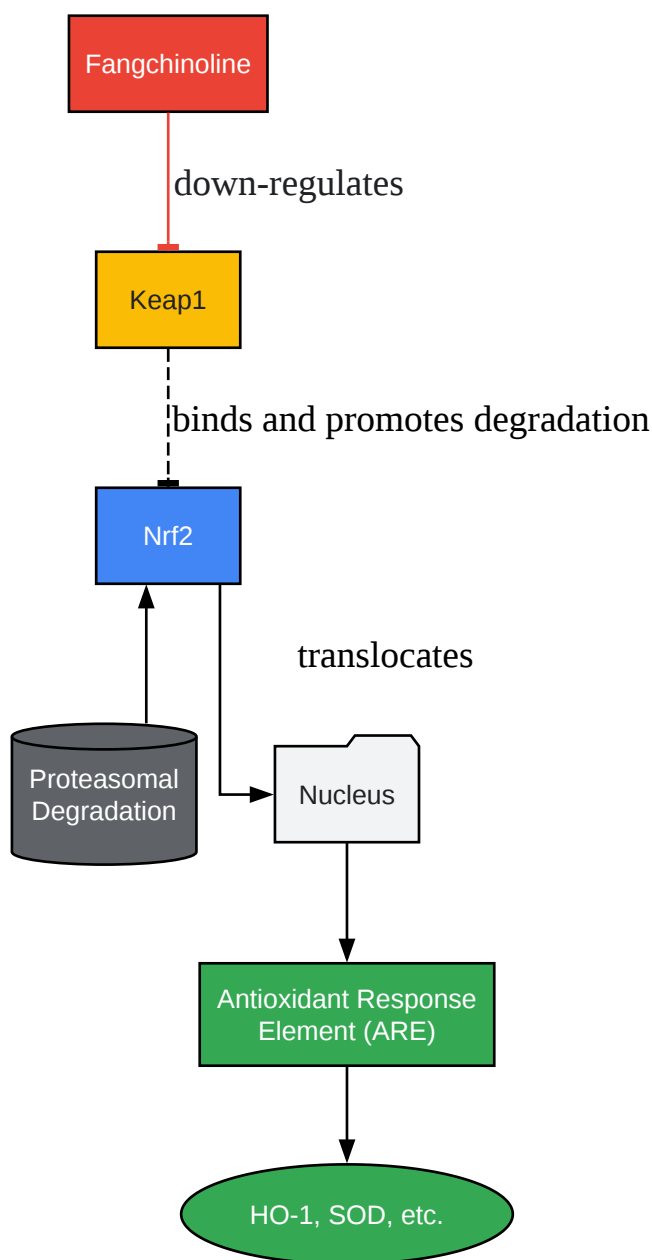 Fangchinoline
down-regulates
Keap1
binds and promotes degradation
Nrf2
translocates
Proteasomal
Degradation
Nucleus
Antioxidant Response
Element (ARE)
HO-1, SOD, etc.